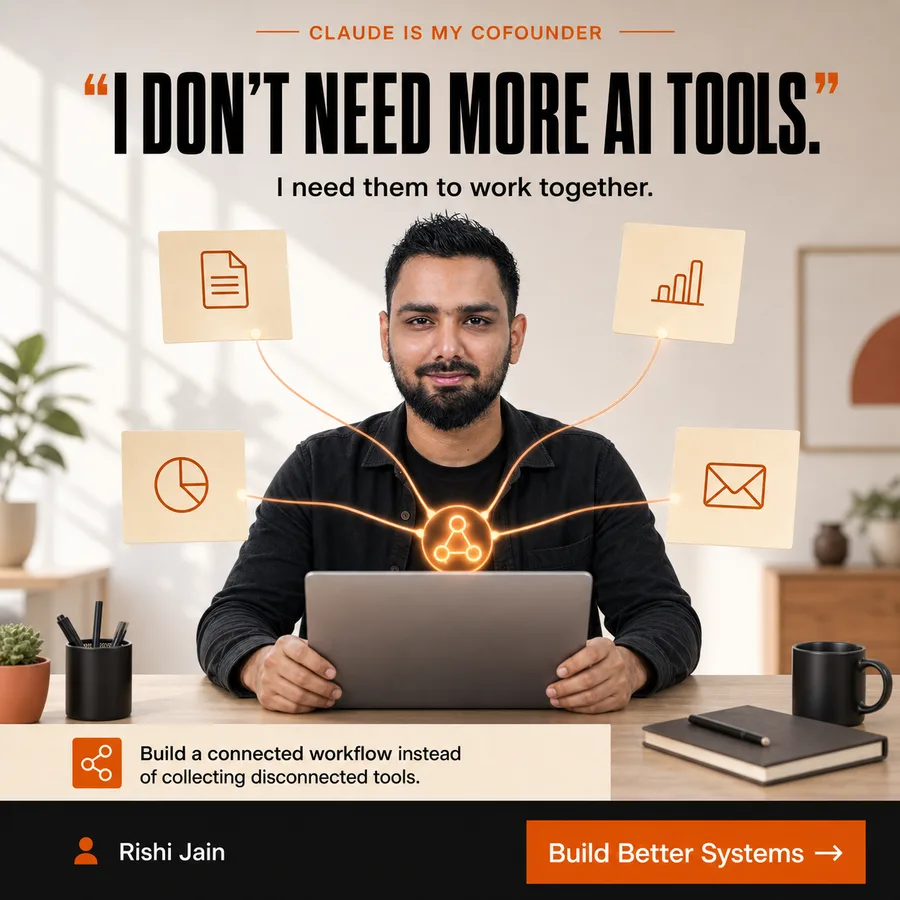 CLAUDE IS MY COFOUNDER
“I DON’T NEED MORE AI TOOLS.”
I need them to work together.
Build a connected workflow instead
of collecting disconnected tools.
Rishi Jain
Build Better Systems →